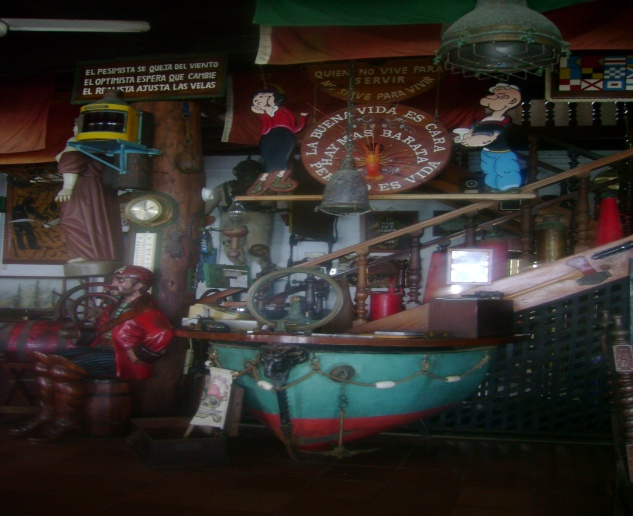 EL PESIMISTA SE QUEJA DEL VIENTO
EL OPTIMISTA ESPERA QUE CAMBIE
EL REALISTA AJUSTA LAS VELAS
QUIEN NO VIVE PARA
SERVIR
NO SIRVE PARA VIVIR
LA BUENA VIDA ES CARA
HAY MAS BARATA
PERO NO ES VIDA